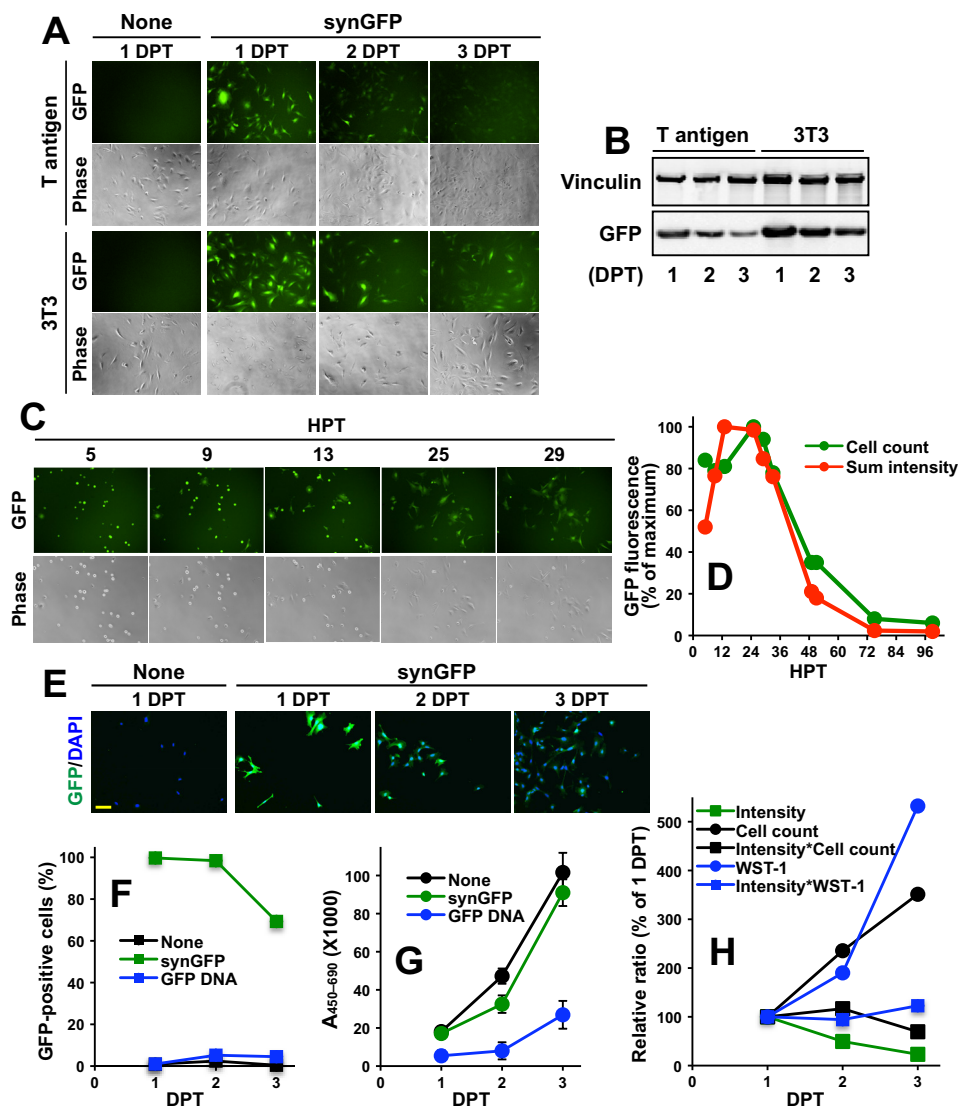 A
None
synGFP
1 DPT
1 DPT
2 DPT
3 DPT
T antigen
GFP
Phase
3T3
GFP
Phase
B
T antigen
3T3
Vinculin
GFP
(DPT)
1
2
3
1
2
3
C
HPT
5
9
13
25
29
GFP
Phase
D
GFP fluorescence
(% of maximum)
100
80
60
40
20
0
Cell count
Sum intensity
0
12
24
36
48
60
72
84
96
HPT
E
None
synGFP
1 DPT
1 DPT
2 DPT
3 DPT
GFP/DAPI
F
GFP-positive cells (%)
100
80
60
40
20
0
None
synGFP
GFP DNA
0
1
2
3
DPT
G
A450–690 (X1000)
100
80
60
40
20
0
None
synGFP
GFP DNA
0
1
2
3
DPT
H
Relative ratio (% of 1 DPT)
500
400
300
200
100
0
Intensity
Cell count
Intensity*Cell count
WST-1
Intensity*WST-1
0
1
2
3
DPT